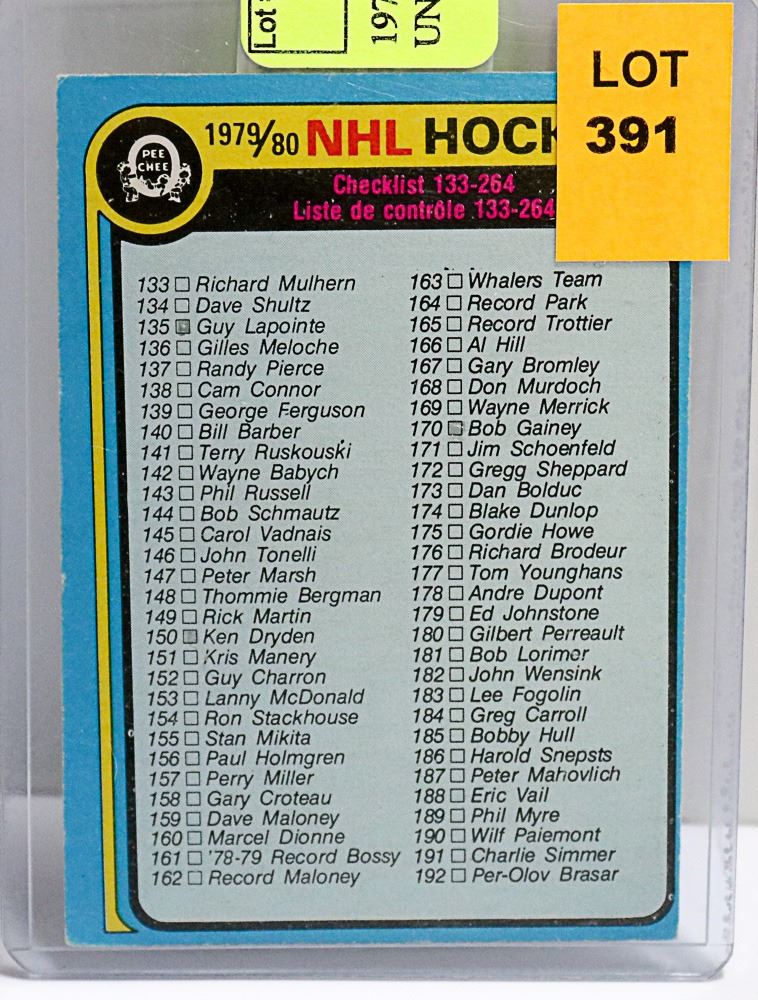 Lot
197
UN
LOT
391
PEE
CHEE
1979/80 NHL HOCK
Checklist 133-264
Liste de contrôle 133-264
133 Richard Mulhern
134 Dave Shultz
135 Guy Lapointe
136 Gilles Meloche
137 Randy Pierce
138 Cam Connor
139 George Ferguson
140 Bill Barber
141 Terry Ruskouski
142 Wayne Babych
143 Phil Russell
144 Bob Schmautz
145 Carol Vadnais
146 John Tonelli
147 Peter Marsh
148 Thommie Bergman
149 Rick Martin
150 Ken Dryden
151 Kris Manery
152 Guy Charron
153 Lanny McDonald
154 Ron Stackhouse
155 Stan Mikita
156 Paul Holmgren
157 Perry Miller
158 Gary Croteau
159 Dave Maloney
160 Marcel Dionne
161 '78-79 Record Bossy
162 Record Maloney
163 Whalers Team
164 Record Park
165 Record Trottier
166 Al Hill
167 Gary Bromley
168 Don Murdoch
169 Wayne Merrick
170 Bob Gainey
171 Jim Schoenfeld
172 Gregg Sheppard
173 Dan Bolduc
174 Blake Dunlop
175 Gordie Howe
176 Richard Brodeur
177 Tom Younghans
178 Andre Dupont
179 Ed Johnstone
180 Gilbert Perreault
181 Bob Lorimer
182 John Wensink
183 Lee Fogolin
184 Greg Carroll
185 Bobby Hull
186 Harold Snepsts
187 Peter Mahovlich
188 Eric Vail
189 Phil Myre
190 Wilf Paiemont
191 Charlie Simmer
192 Per-Olov Brasar